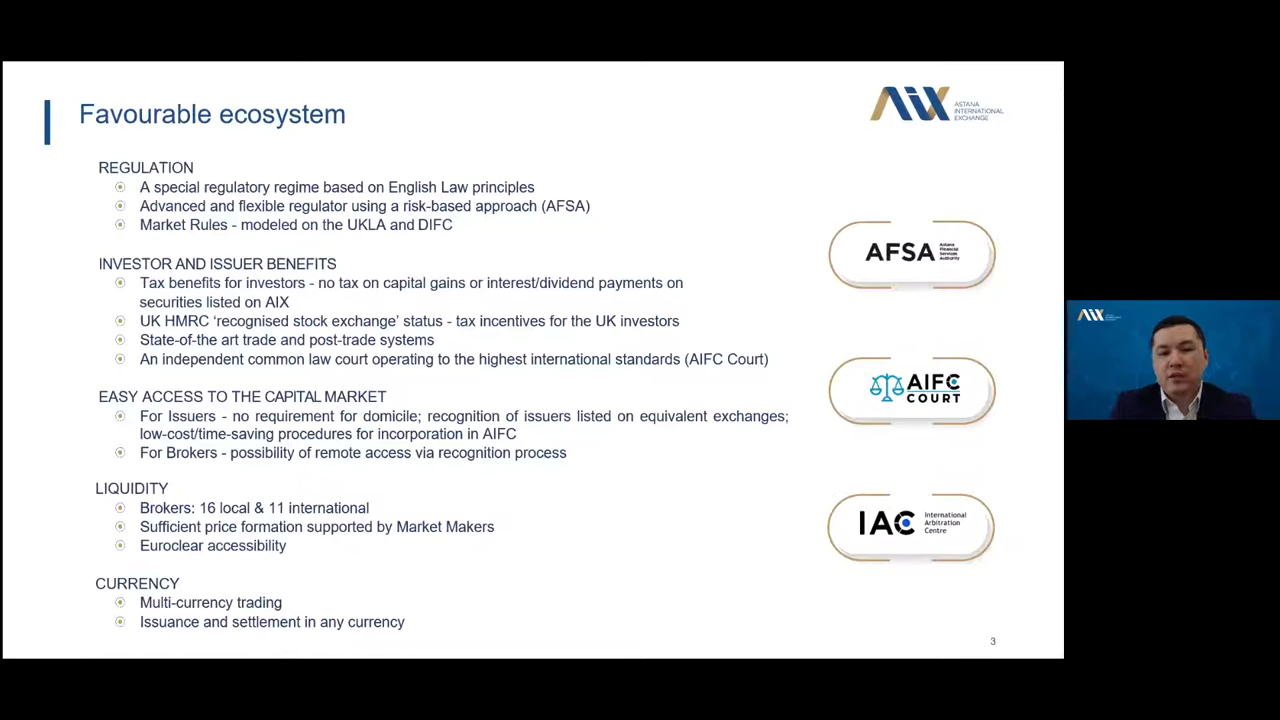 Favourable ecosystem
AIX
ASTANA
INTERNATIONAL
EXCHANGE
REGULATION
A special regulatory regime based on English Law principles
Advanced and flexible regulator using a risk-based approach (AFSA)
Market Rules - modeled on the UKLA and DIFC
INVESTOR AND ISSUER BENEFITS
Tax benefits for investors - no tax on capital gains or interest/dividend payments on
securities listed on AIX
UK HMRC ‘recognised stock exchange’ status - tax incentives for the UK investors
State-of-the art trade and post-trade systems
An independent common law court operating to the highest international standards (AIFC Court)
EASY ACCESS TO THE CAPITAL MARKET
For Issuers - no requirement for domicile; recognition of issuers listed on equivalent exchanges;
low-cost/time-saving procedures for incorporation in AIFC
For Brokers - possibility of remote access via recognition process
LIQUIDITY
Brokers: 16 local & 11 international
Sufficient price formation supported by Market Makers
Euroclear accessibility
CURRENCY
Multi-currency trading
Issuance and settlement in any currency
AFSA
Astana
Financial
Services
Authority
AIFC
COURT
IAC
International
Arbitration
Centre
3
AIX